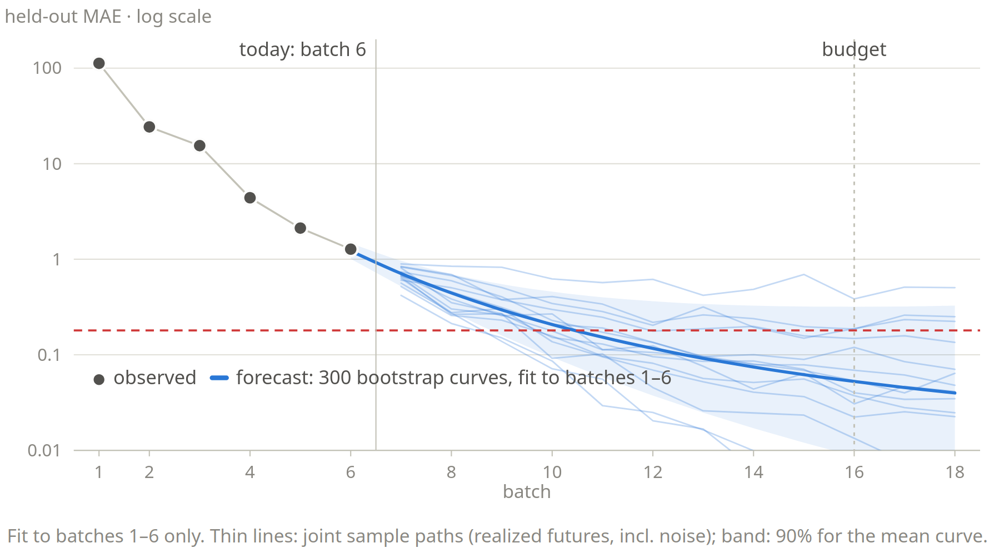 held-out MAE · log scale
today: batch 6
budget
100
10
1
0.1
observed
forecast: 300 bootstrap curves, fit to batches 1–6
0.01
1 2 4 6 8 10 12 14 16 18
batch
Fit to batches 1–6 only. Thin lines: joint sample paths (realized futures, incl. noise); band: 90% for the mean curve.